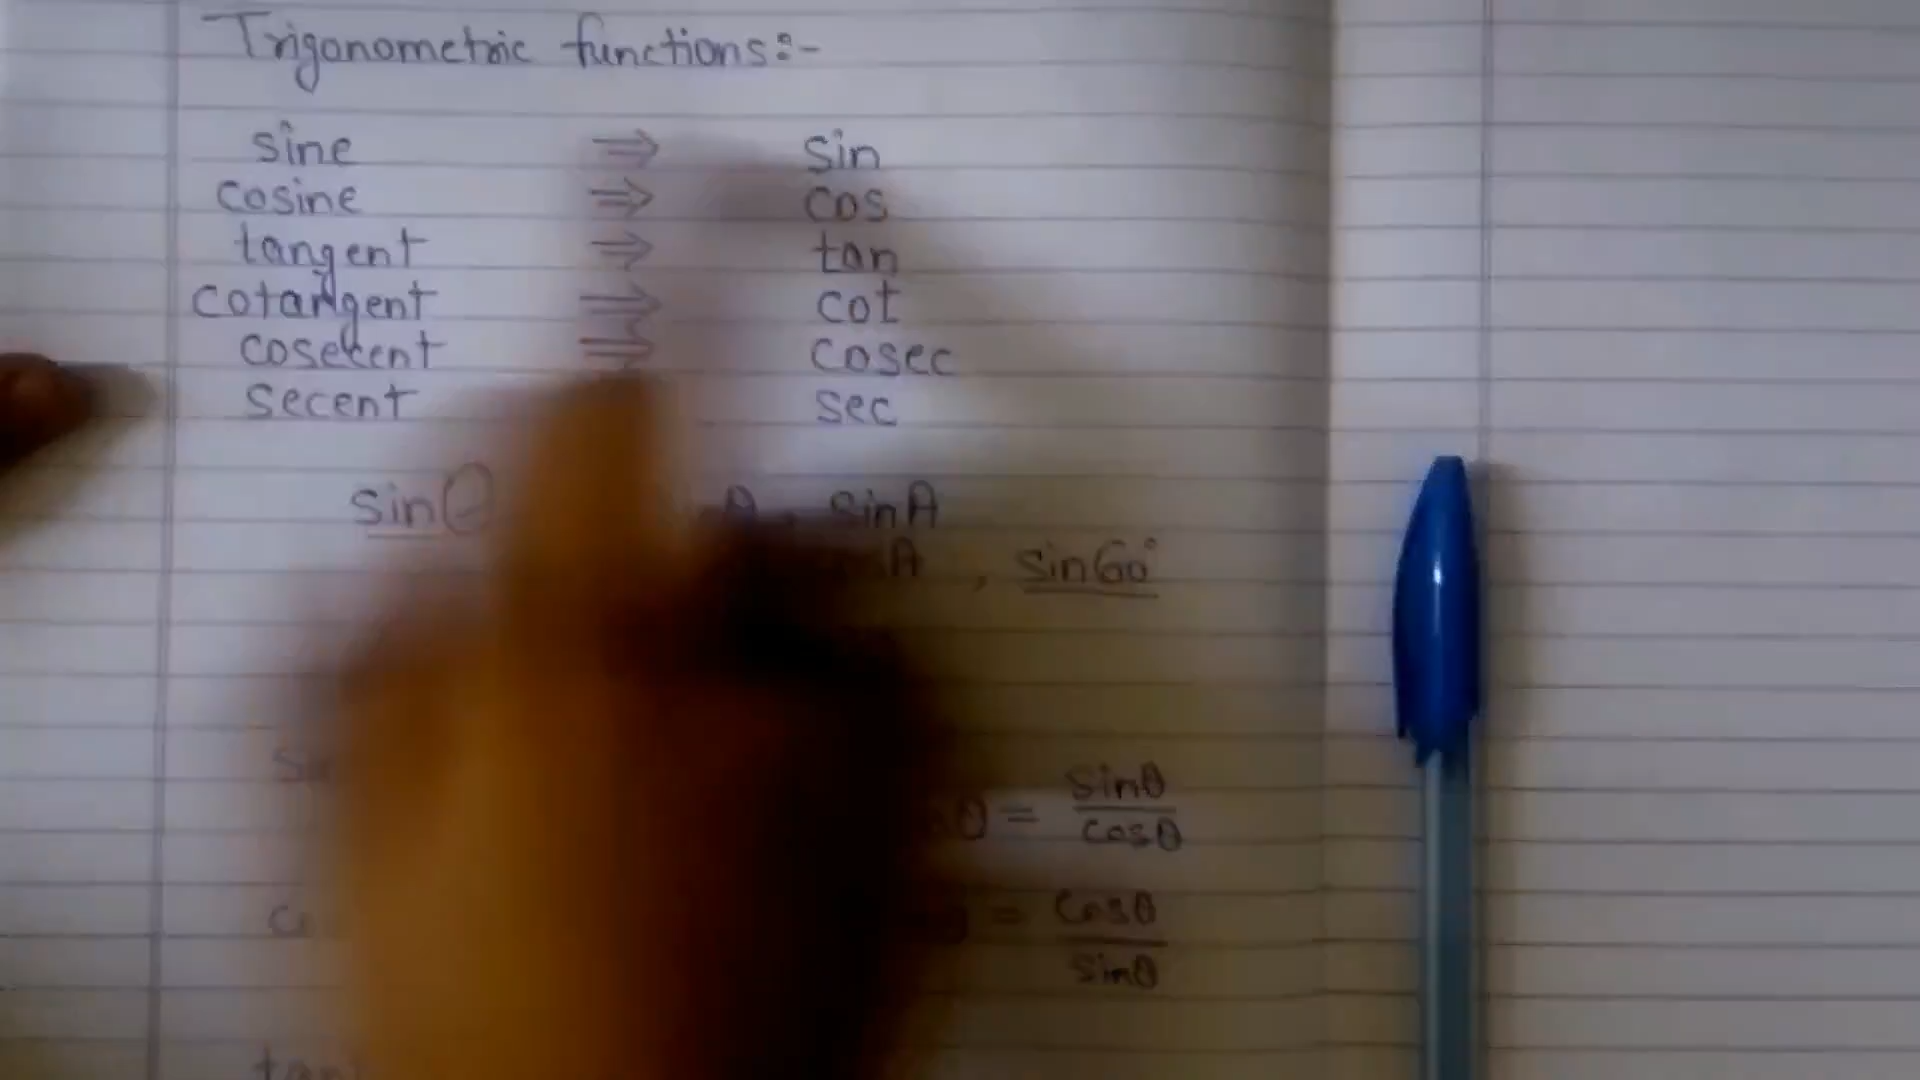 Trigonometric functions:-
sine ⇒ sin
cosine ⇒ cos
tangent ⇒ tan
cotangent ⇒ cot
cosecent ⇒ cosec
secent ⇒ sec
sinθ θ sinA
A , sin60°
θ = sinθ/cosθ
= cosθ/sinθ